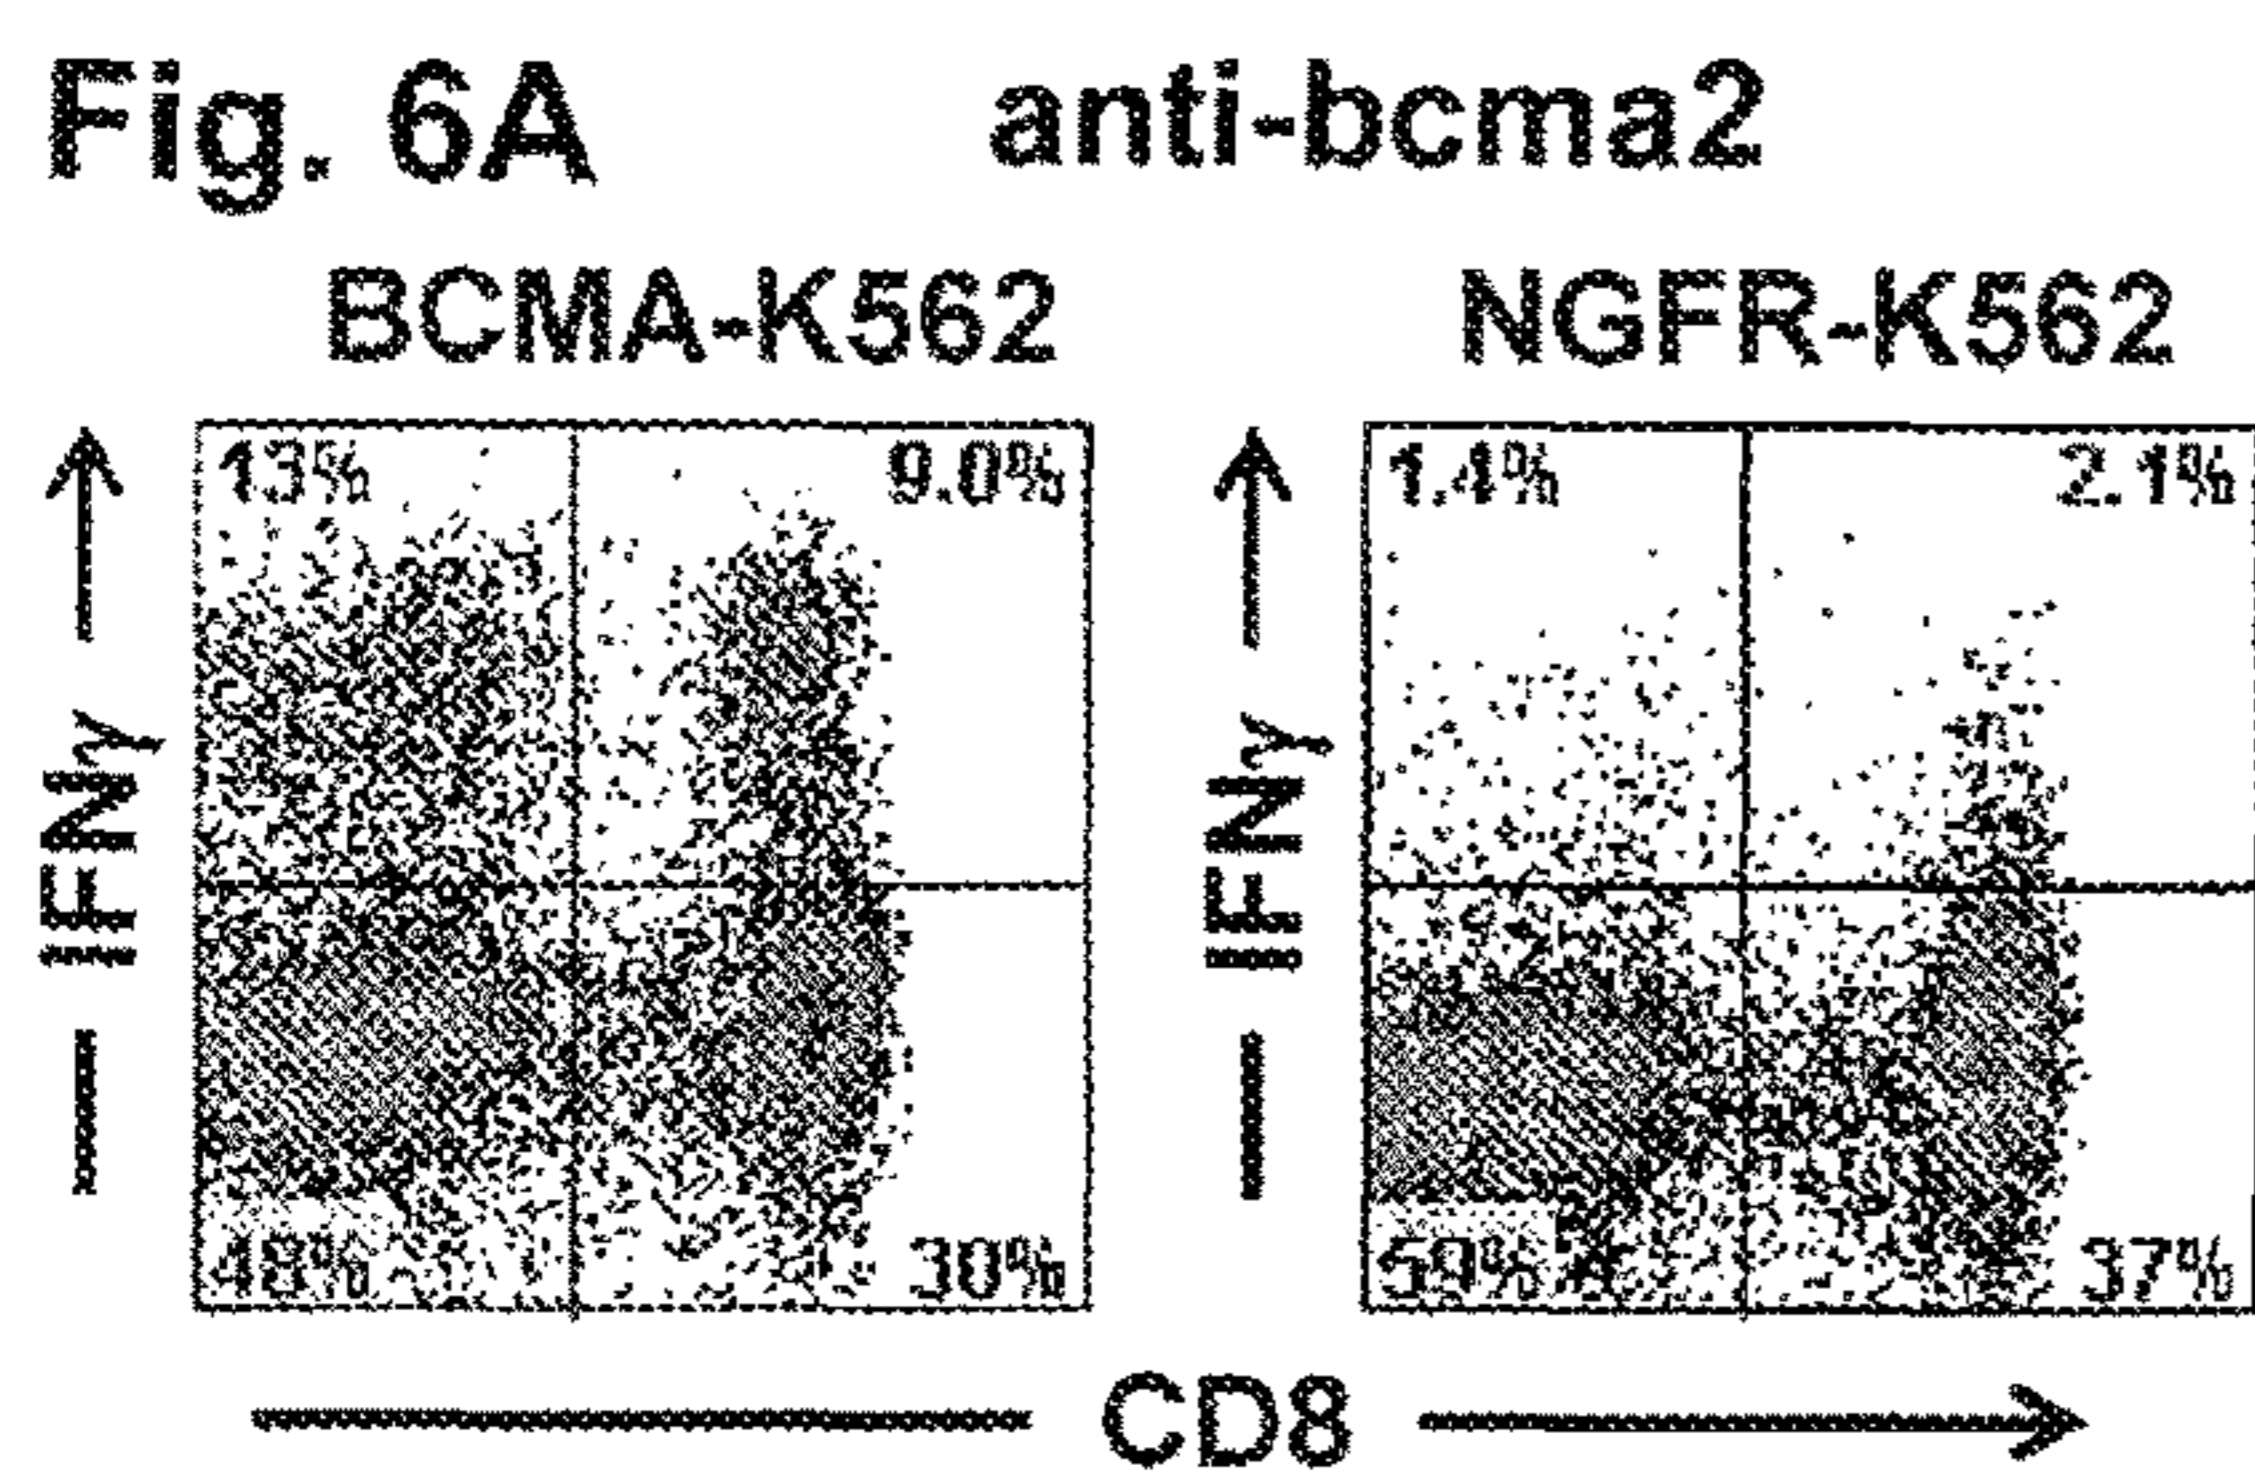 Fig. 6A anti-bcma2
BCMA-K562 NGFR-K562
13% 9.0% 1.4% 2.1%
IFNγ IFNγ
48% 30% 59% 37%
CD8